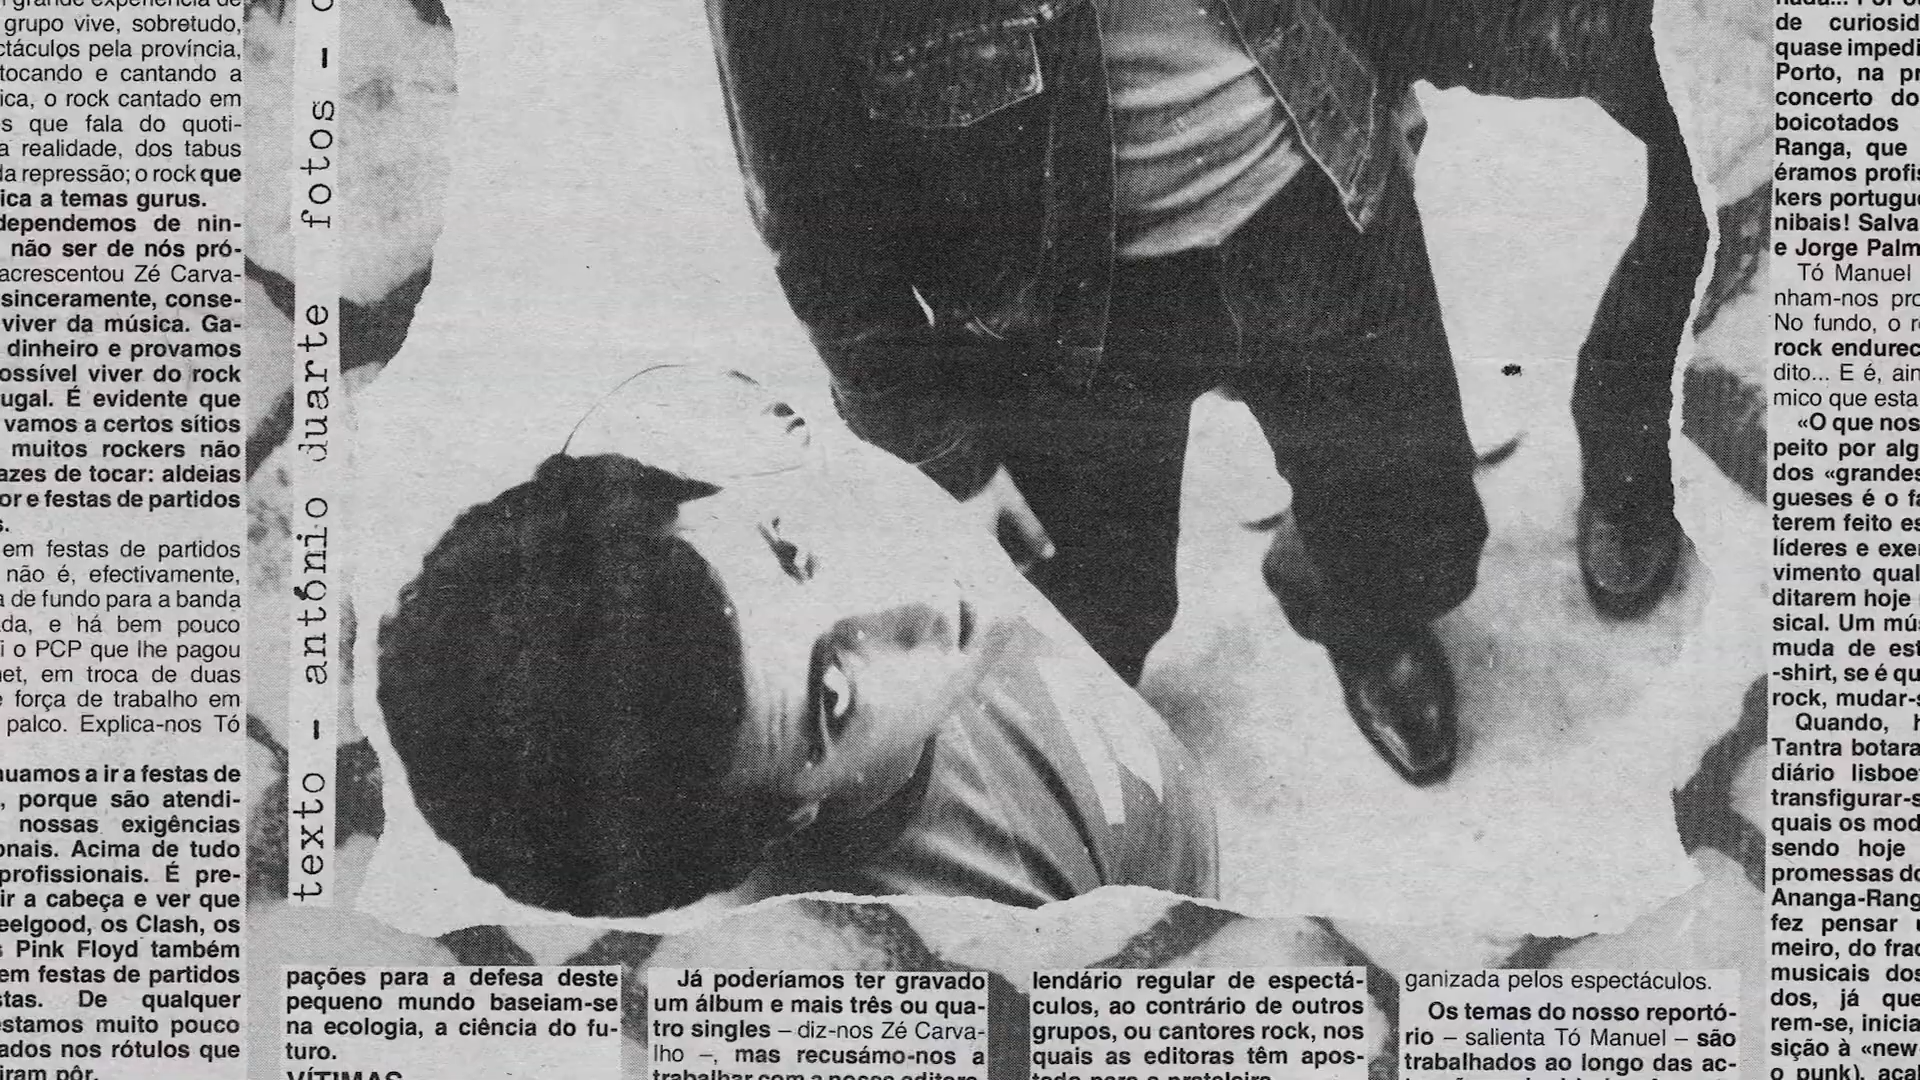 grande experiência de
grupo vive, sobretudo,
ctáculos pela província,
tocando e cantando a
ica, o rock cantado em
s que fala do quoti-
a realidade, dos tabus
da repressão; o rock que
ica a temas gurus.
dependemos de nin-
não ser de nós pró-
acrescentou Zé Carva-
sinceramente, conse-
viver da música. Ga-
dinheiro e provamos
ossível viver do rock
ugal. É evidente que
vamos a certos sítios
muitos rockers não
azes de tocar: aldeias
or e festas de partidos
s.
em festas de partidos
não é, efectivamente,
a de fundo para a banda
da, e há bem pouco
i o PCP que lhe pagou
net, em troca de duas
e força de trabalho em
palco. Explica-nos Tó
nuamos a ir a festas de
, porque são atendi-
nossas exigências
onais. Acima de tudo
profissionais. É pre-
ir a cabeça e ver que
eelgood, os Clash, os
s Pink Floyd também
em festas de partidos
stas. De qualquer
estamos muito pouco
ados nos rótulos que
iram pôr.
texto - antónio duarte fotos -
pações para a defesa deste
pequeno mundo baseiam-se
na ecologia, a ciência do fu-
turo.
VÍTIMAS
Já poderíamos ter gravado
um álbum e mais três ou qua-
tro singles – diz-nos Zé Carva-
lho –, mas recusámo-nos a
trabalhar com a nossa editora
lendário regular de espectá-
culos, ao contrário de outros
grupos, ou cantores rock, nos
quais as editoras têm apos-
ganizada pelos espectáculos.
Os temas do nosso reportó-
rio – salienta Tó Manuel – são
trabalhados ao longo das ac-
de curiosid
quase impedi
Porto, na pr
concerto do
boicotados
Ranga, que
éramos profis
kers portugue
nibais! Salva
e Jorge Palm
Tó Manuel
nham-nos pro
No fundo, o r
rock endurec
dito... E é, ain
mico que esta
«O que nos
peito por alg
dos «grandes
gueses é o fa
terem feito es
líderes e exer
vimento qual
ditarem hoje
sical. Um mús
muda de est
-shirt, se é qu
rock, mudar-s
Quando, h
Tantra botara
diário lisboet
transfigurar-s
quais os mod
sendo hoje
promessas do
Ananga-Rang
fez pensar
meiro, do frac
musicais dos
dos, já que
rem-se, inicia
sição à «new-
o punk), acal